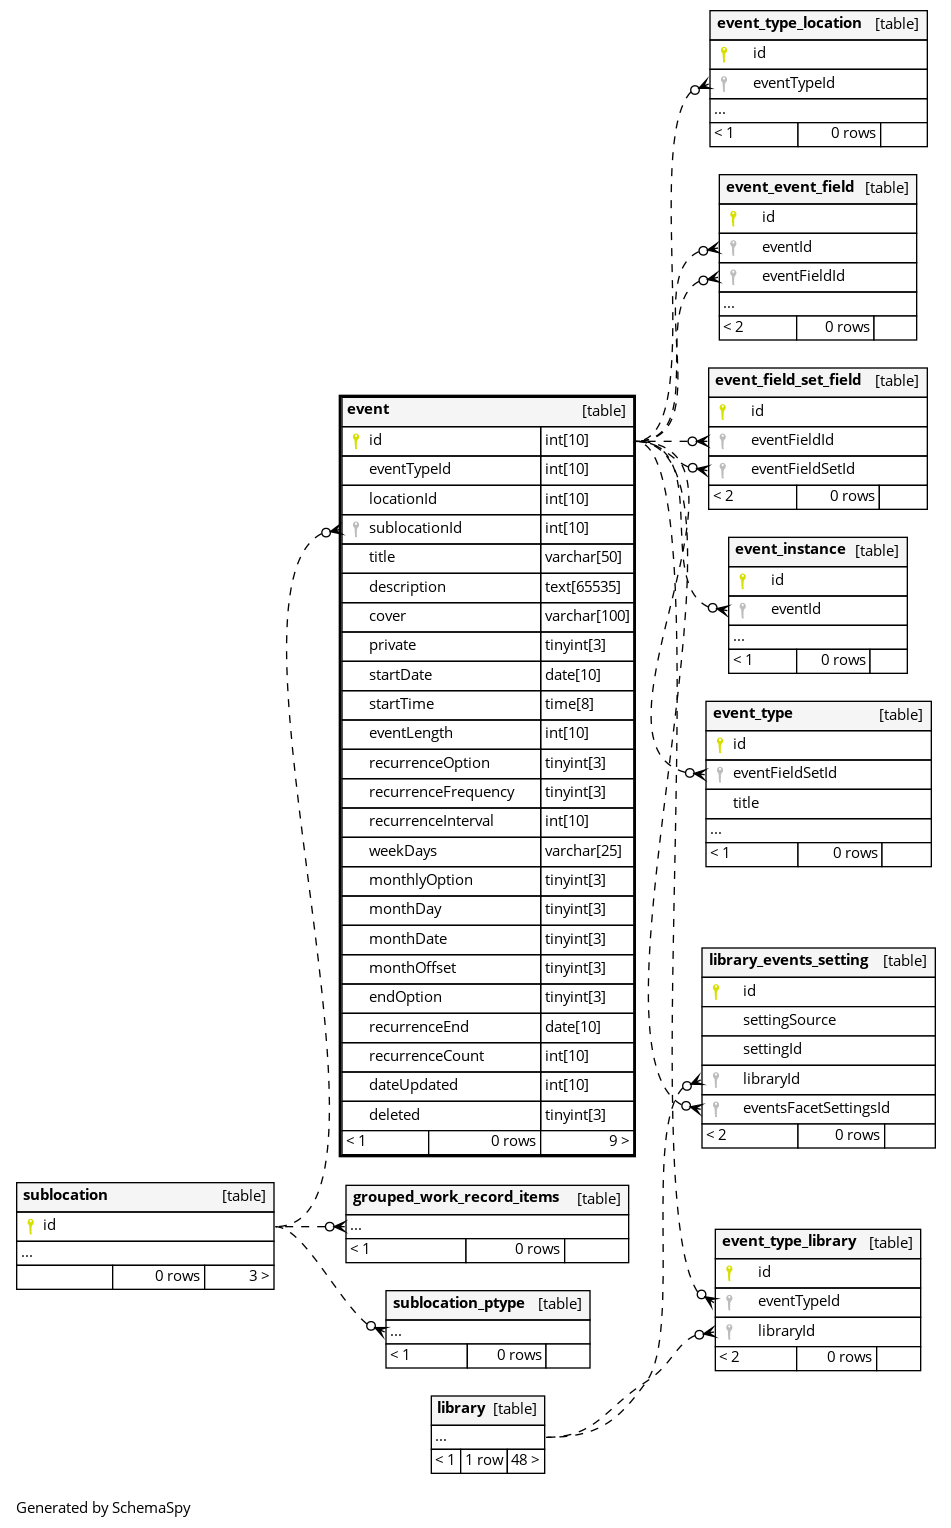 event_type_location [table]
id
eventTypeId
...
< 1 0 rows
event_event_field [table]
id
eventId
eventFieldId
...
< 2 0 rows
event_field_set_field [table]
id
eventFieldId
eventFieldSetId
< 2 0 rows
event [table]
id int[10]
eventTypeId int[10]
locationId int[10]
sublocationId int[10]
title varchar[50]
description text[65535]
cover varchar[100]
private tinyint[3]
startDate date[10]
startTime time[8]
eventLength int[10]
recurrenceOption tinyint[3]
recurrenceFrequency tinyint[3]
recurrenceInterval int[10]
weekDays varchar[25]
monthlyOption tinyint[3]
monthDay tinyint[3]
monthDate tinyint[3]
monthOffset tinyint[3]
endOption tinyint[3]
recurrenceEnd date[10]
recurrenceCount int[10]
dateUpdated int[10]
deleted tinyint[3]
< 1 0 rows 9 >
event_instance [table]
id
eventId
...
< 1 0 rows
event_type [table]
id
eventFieldSetId
title
...
< 1 0 rows
library_events_setting [table]
id
settingSource
settingId
libraryId
eventsFacetSettingsId
< 2 0 rows
sublocation [table]
id
...
0 rows 3 >
grouped_work_record_items [table]
...
< 1 0 rows
event_type_library [table]
id
eventTypeId
libraryId
< 2 0 rows
sublocation_ptype [table]
...
< 1 0 rows
library [table]
...
< 1 1 row 48 >
Generated by SchemaSpy